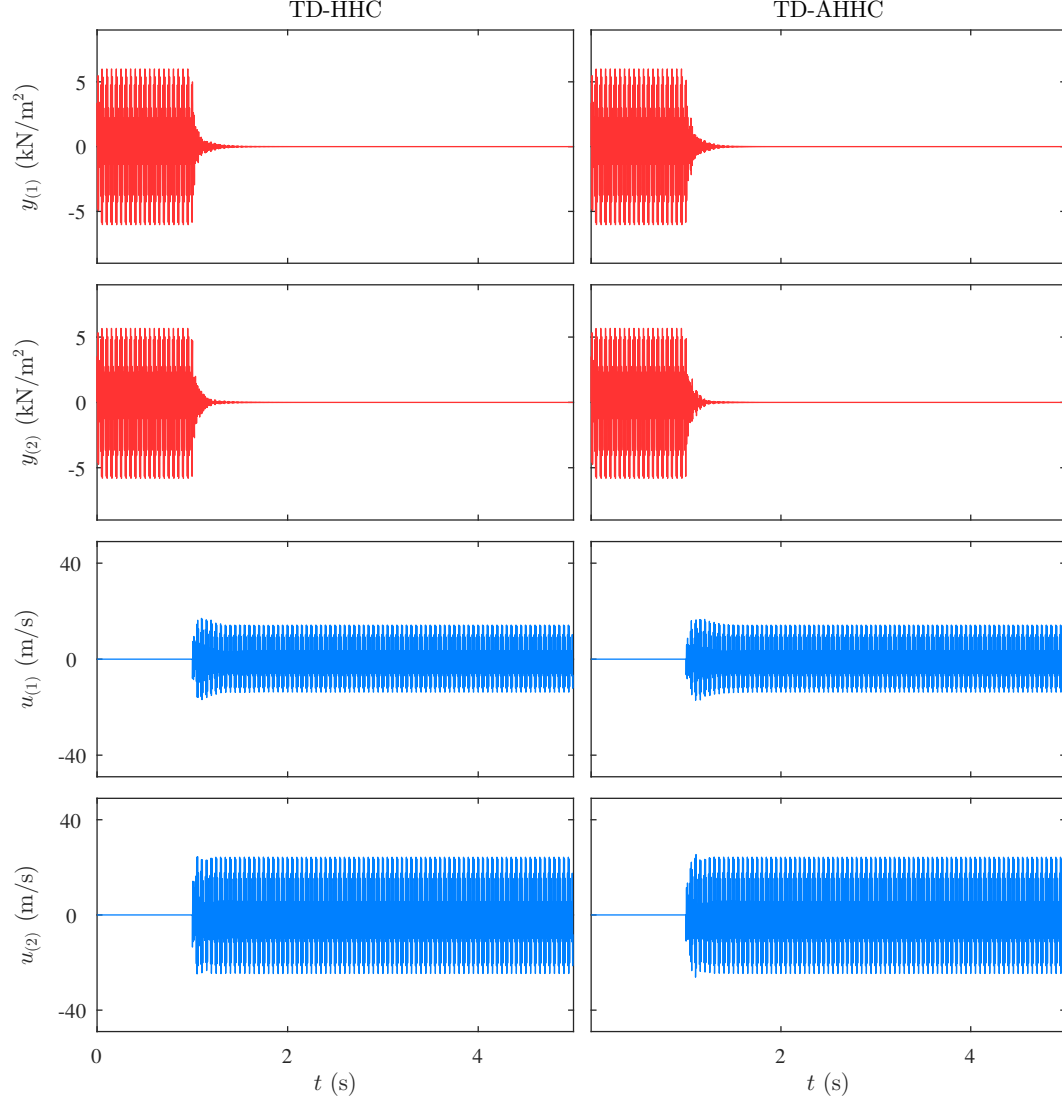 TD-HHC TD-AHHC
5
0
-5
y(1) (kN/m²)
5
0
-5
y(2) (kN/m²)
40
0
-40
u(1) (m/s)
40
0
-40
u(2) (m/s)
0 2 4 2 4
t (s) t (s)